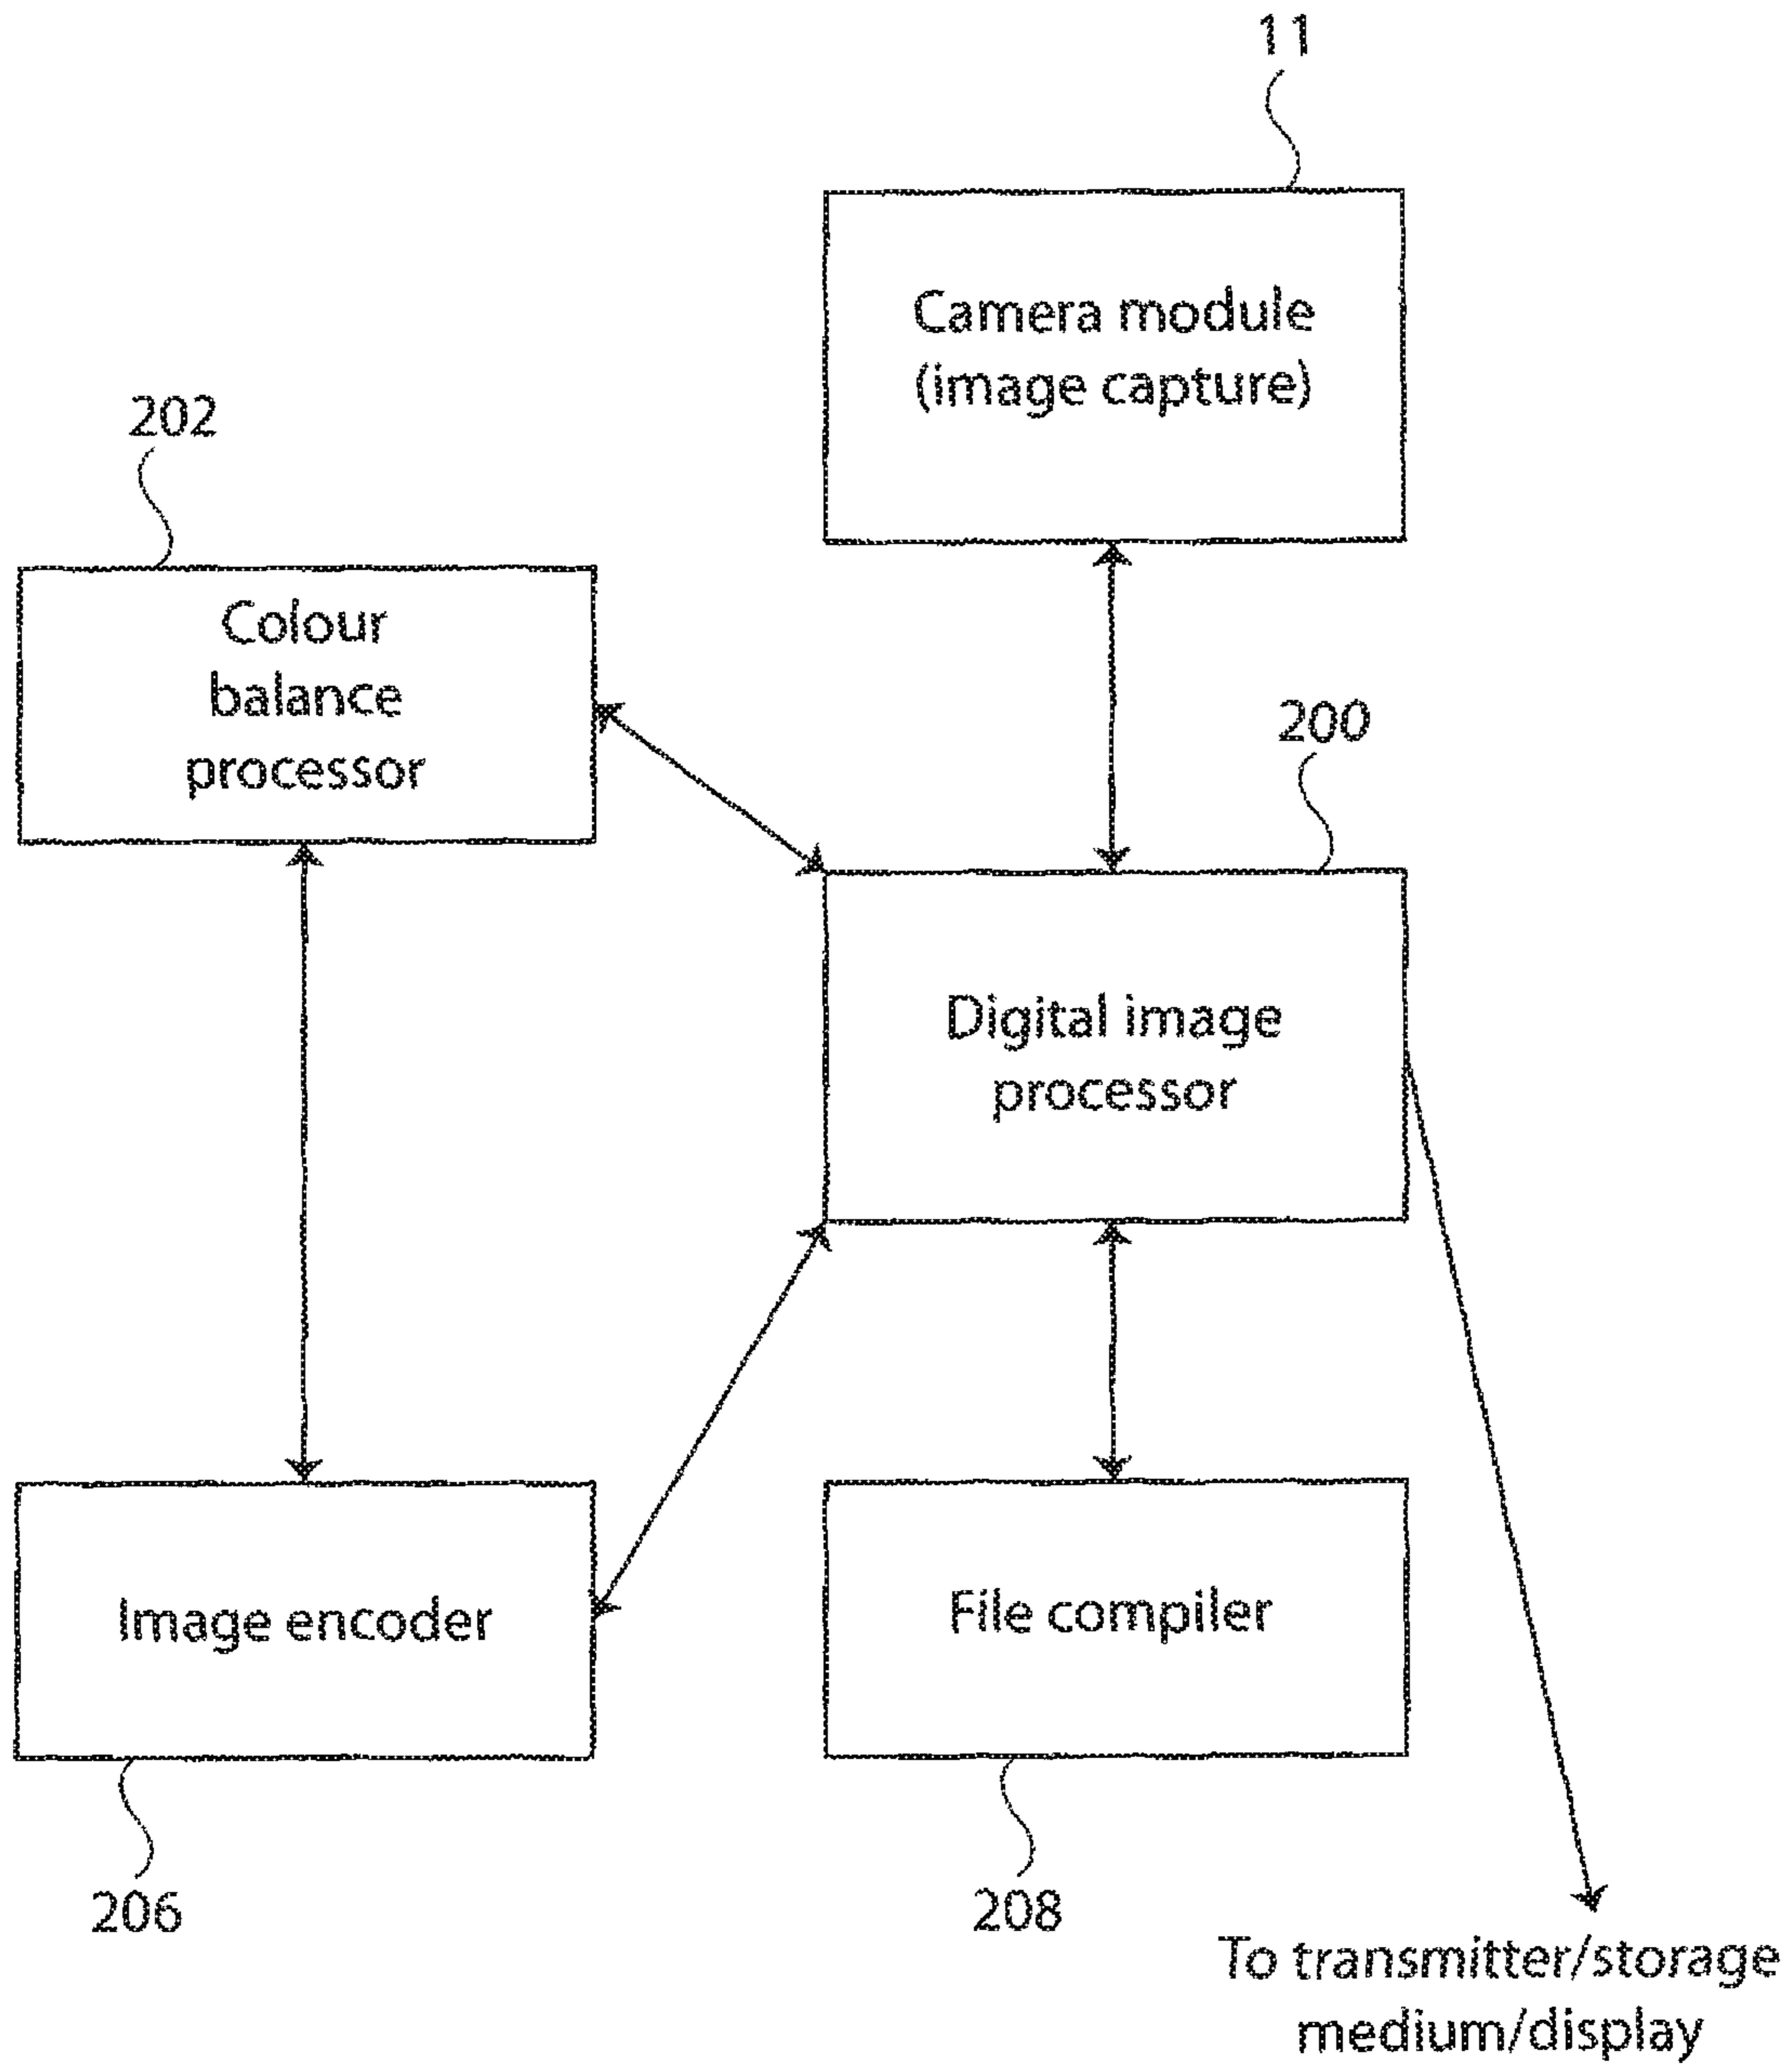 11
Camera module
(image capture)
202
Colour
balance
processor
200
Digital image
processor
Image encoder
File compiler
206
208
To transmitter/storage
medium/display